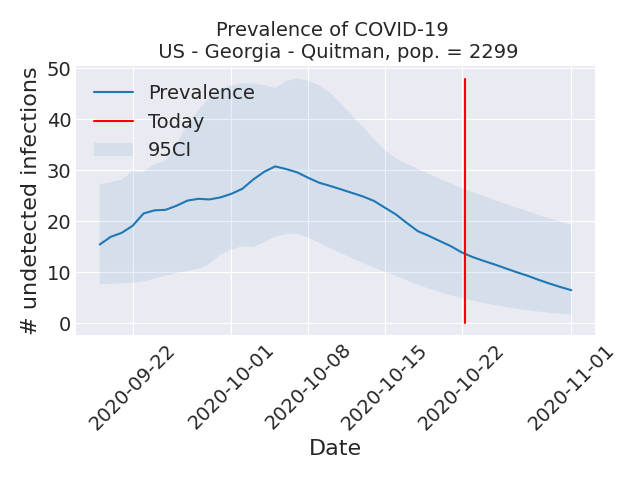 Prevalence of COVID-19
US - Georgia - Quitman, pop. = 2299
# undetected infections
50
40
30
20
10
0
Prevalence
Today
95CI
2020-09-22
2020-10-01
2020-10-08
2020-10-15
2020-10-22
2020-11-01
Date